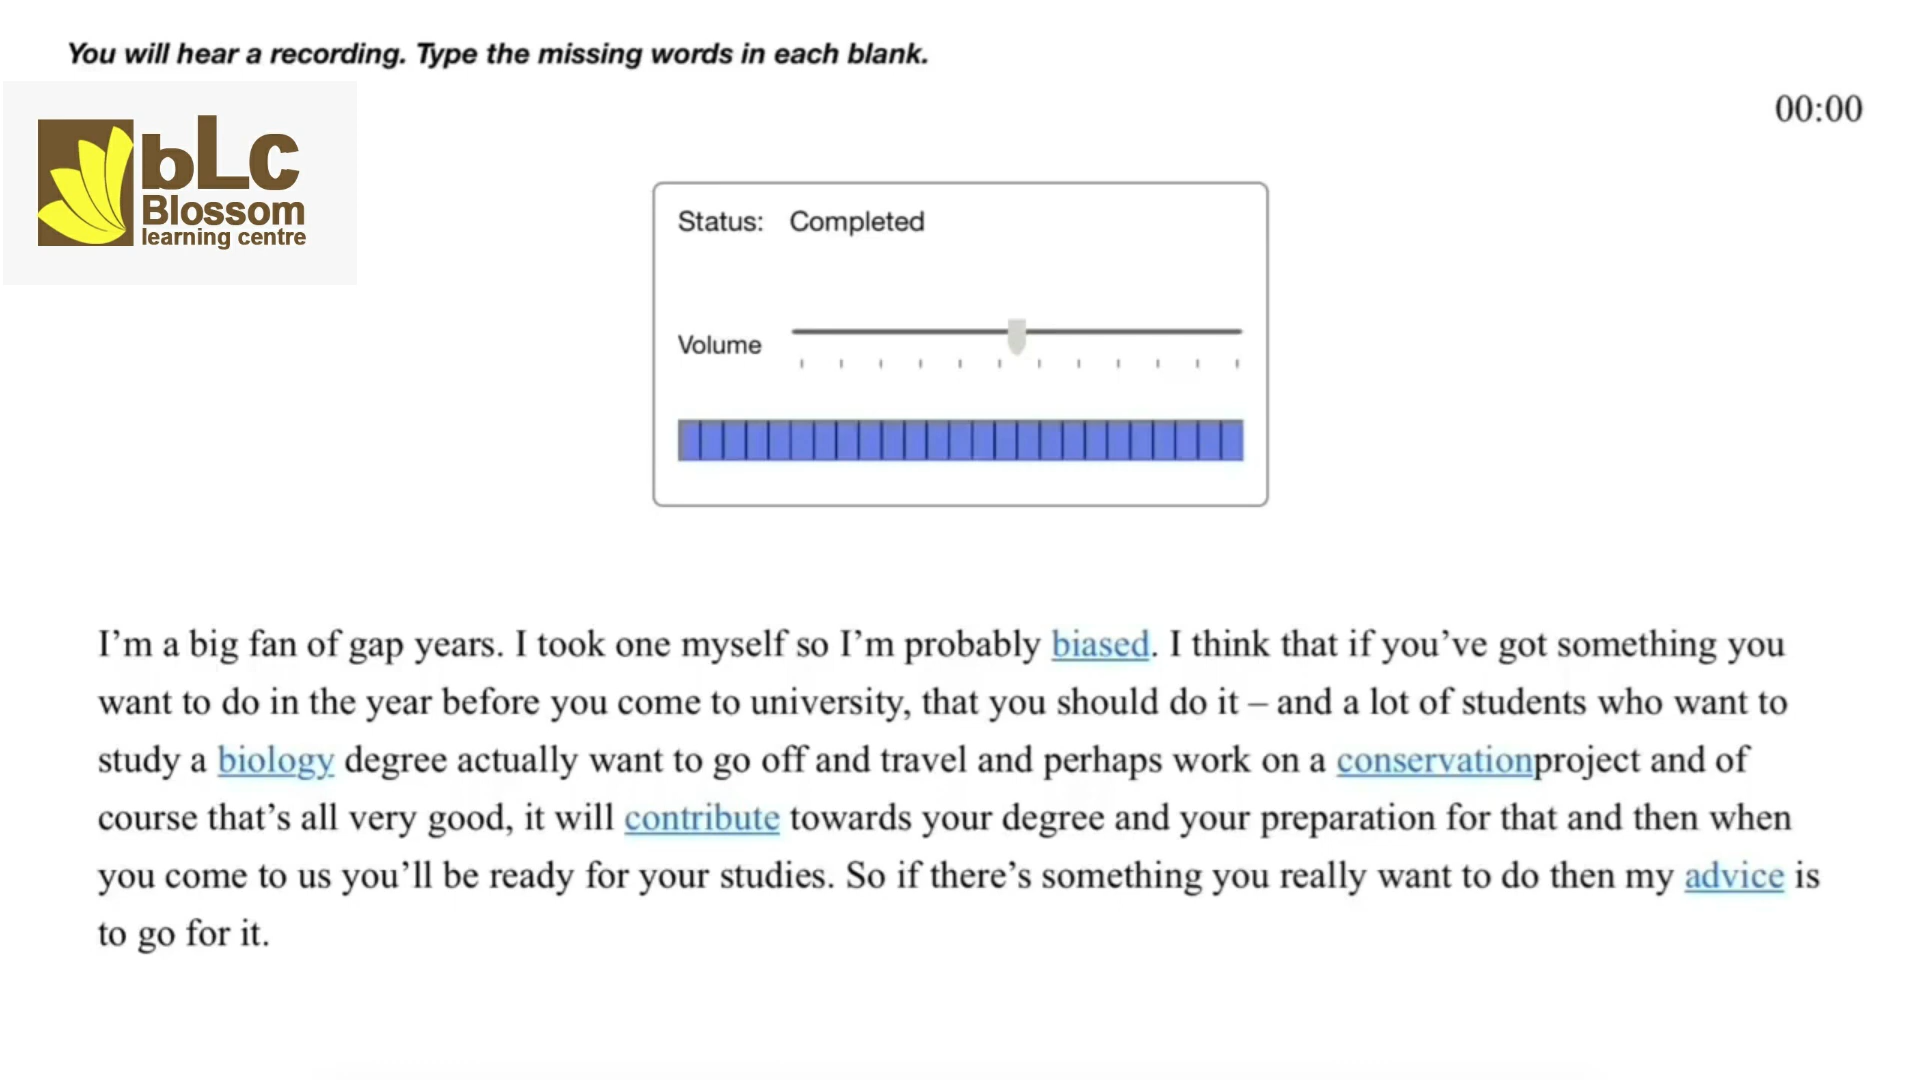 You will hear a recording. Type the missing words in each blank.
00:00
bLc
Blossom
learning centre
Status: Completed
Volume
I'm a big fan of gap years. I took one myself so I'm probably biased. I think that if you've got something you
want to do in the year before you come to university, that you should do it – and a lot of students who want to
study a biology degree actually want to go off and travel and perhaps work on a conservationproject and of
course that's all very good, it will contribute towards your degree and your preparation for that and then when
you come to us you'll be ready for your studies. So if there's something you really want to do then my advice is
to go for it.